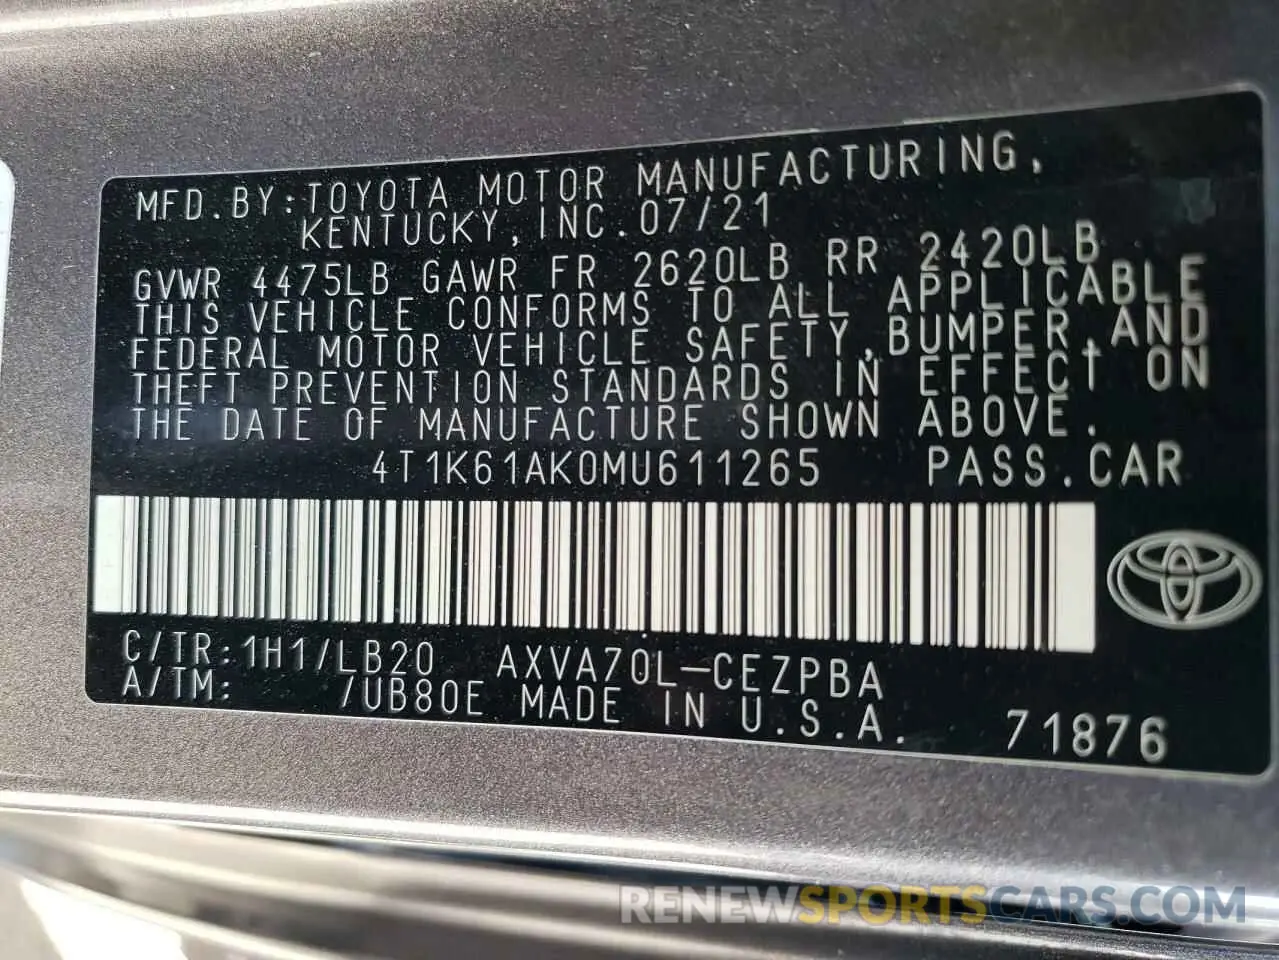 MFD.BY:TOYOTA MOTOR MANUFACTURING,
KENTUCKY,INC.07/21
GVWR 4475LB GAWR FR 2620LB RR 2420LB
THIS VEHICLE CONFORMS TO ALL APPLICABLE
FEDERAL MOTOR VEHICLE SAFETY,BUMPER,AND
THEFT PREVENTION STANDARDS IN EFFECT ON
THE DATE OF MANUFACTURE SHOWN ABOVE.
4T1K61AK0MU611265 PASS.CAR
C/TR:1H1/LB20 AXVA70L-CEZPBA
A/TM: /UB80E MADE IN U.S.A. 71876
RENEWSPORTSCARS.COM